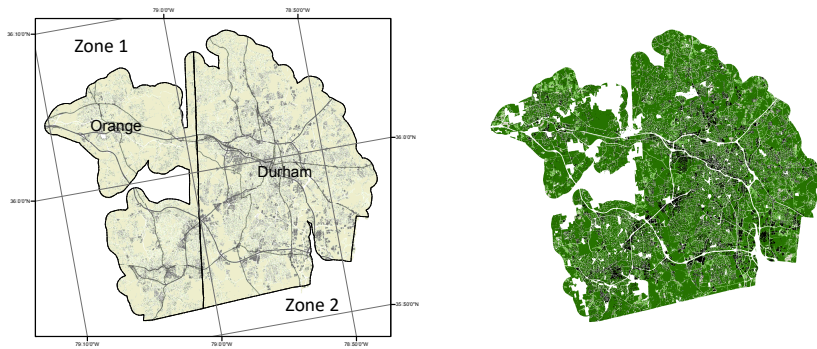 79°0'0"W
78°50'0"W
36°10'0"N
Zone 1
Orange
36°0'0"N
Durham
36°0'0"N
Zone 2
35°50'0"N
79°10'0"W
79°0'0"W
78°50'0"W